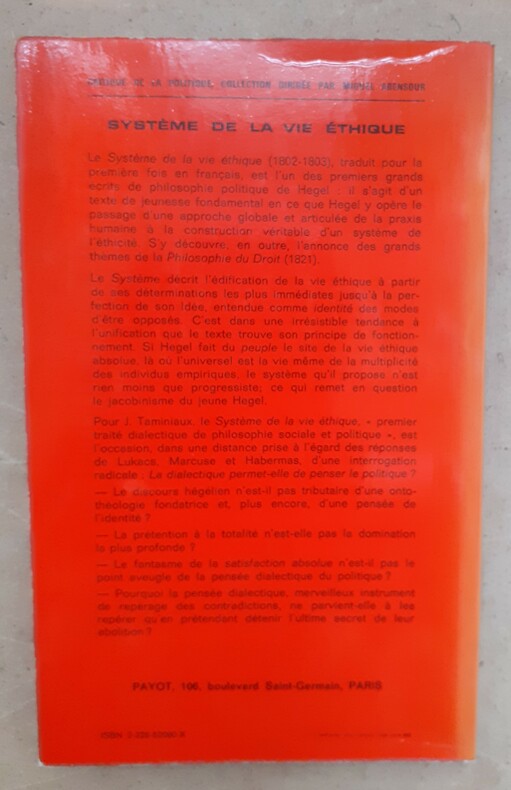 CRITIQUE DE LA POLITIQUE, COLLECTION DIRIGÉE PAR MIGUEL ABENSOUR
SYSTÈME DE LA VIE ÉTHIQUE
Le Système de la vie éthique (1802-1803), traduit pour la
première fois en français, est l'un des premiers grands
écrits de philosophie politique de Hegel : il s'agit d'un
texte de jeunesse fondamental en ce que Hegel y opère le
passage d'une approche globale et articulée de la praxis
humaine à la construction véritable d'un système de
l'éthicité. S'y découvre, en outre, l'annonce des grands
thèmes de la Philosophie du Droit (1821).
Le Système décrit l'édification de la vie éthique à partir
de ses déterminations les plus immédiates jusqu'à la per-
fection de son Idée, entendue comme identité des modes
d'être opposés. C'est dans une irrésistible tendance à
l'unification que le texte trouve son principe de fonction-
nement. Si Hegel fait du peuple le site de la vie éthique
absolue, là où l'universel est la vie même de la multiplicité
des individus empiriques, le système qu'il propose n'est
rien moins que progressiste; ce qui remet en question
le jacobinisme du jeune Hegel.
Pour J. Taminiaux, le Système de la vie éthique, « premier
traité dialectique de philosophie sociale et politique », est
l'occasion, dans une distance prise à l'égard des réponses
de Lukacs, Marcuse et Habermas, d'une interrogation
radicale : La dialectique permet-elle de penser le politique ?
— Le discours hégélien n'est-il pas tributaire d'une onto-
théologie fondatrice et, plus encore, d'une pensée de
l'identité ?
— La prétention à la totalité n'est-elle pas la domination
la plus profonde ?
— Le fantasme de la satisfaction absolue n'est-il pas le
point aveugle de la pensée dialectique du politique ?
— Pourquoi la pensée dialectique, merveilleux instrument
de repérage des contradictions, ne parvient-elle à les
repérer qu'en prétendant détenir l'ultime secret de leur
abolition ?
PAYOT, 106, boulevard Saint-Germain, PARIS
ISBN